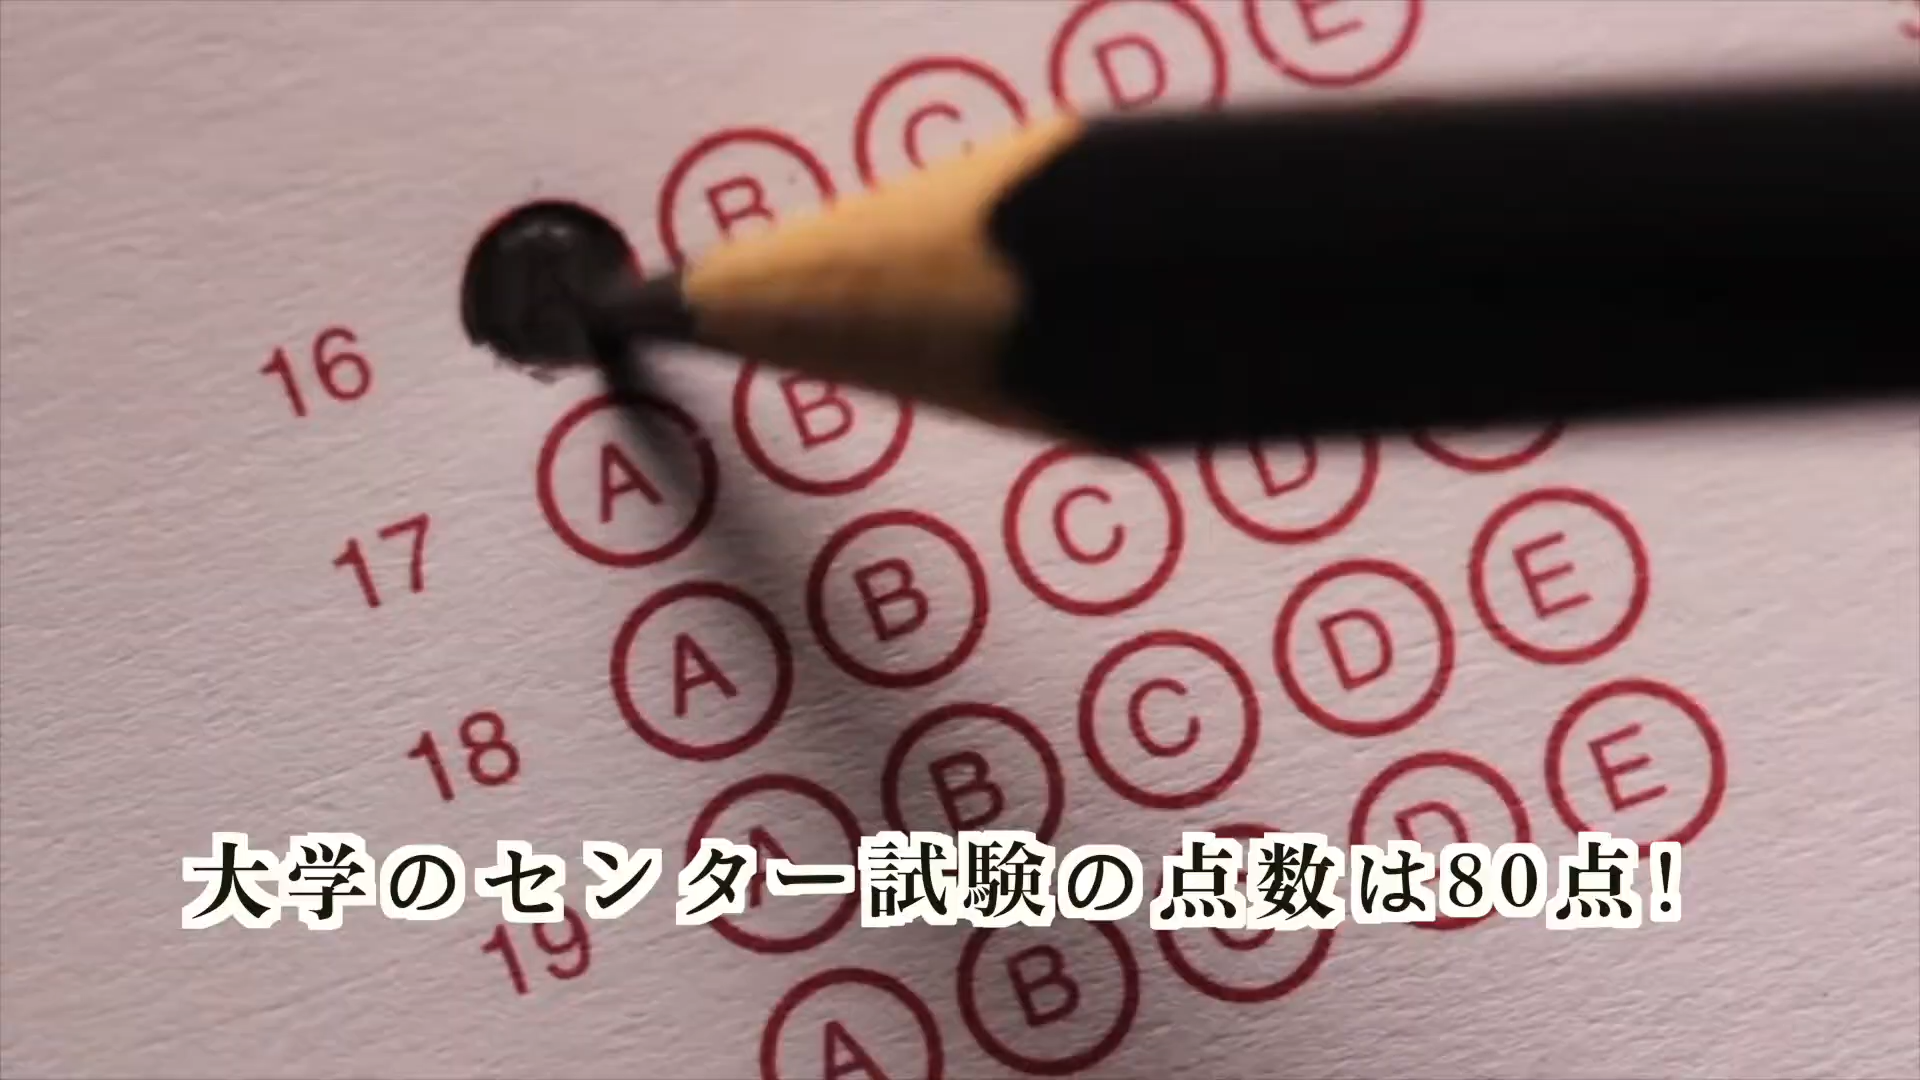 D E
B C
16 B
17 A B C D
18 A B C D E
19 A B C D E
A B C
大学のセンター試験の点数は80点!